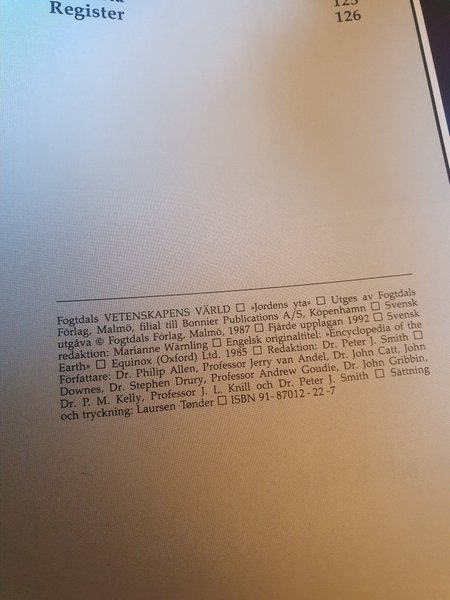 Register 126
Fogtdals VETENSKAPENS VÄRLD □ »Jordens yta» □ Utges av Fogtdals
Förlag, Malmö, filial till Bonnier Publications A/S, Köpenhamn □ Svensk
utgåva © Fogtdals Förlag, Malmö, 1987 □ Fjärde upplagan 1992 □ Svensk
redaktion: Marianne Warnling □ Engelsk originaltitel: »Encyclopedia of the
Earth» □ Equinox (Oxford) Ltd. 1985 □ Redaktion: Dr. Peter J. Smith □
Författare: Dr. Philip Allen, Professor Jerry van Andel, Dr. John Catt, John
Downes, Dr. Stephen Drury, Professor Andrew Goudie, Dr. John Gribbin,
Dr. P. M. Kelly, Professor J. L. Knill och Dr. Peter J. Smith □ Sättning
och tryckning: Laursen Tønder □ ISBN 91-87012-22-7